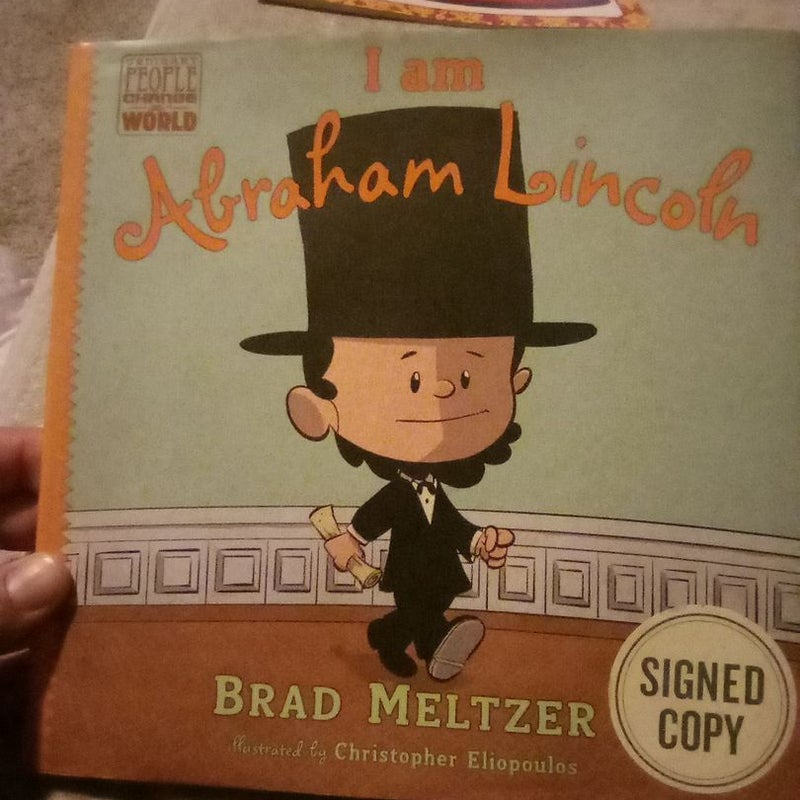 I am
ORDINARY
PEOPLE
CHANGE
THE
WORLD
Abraham Lincoln
BRAD MELTZER
illustrated by Christopher Eliopoulos
SIGNED
COPY